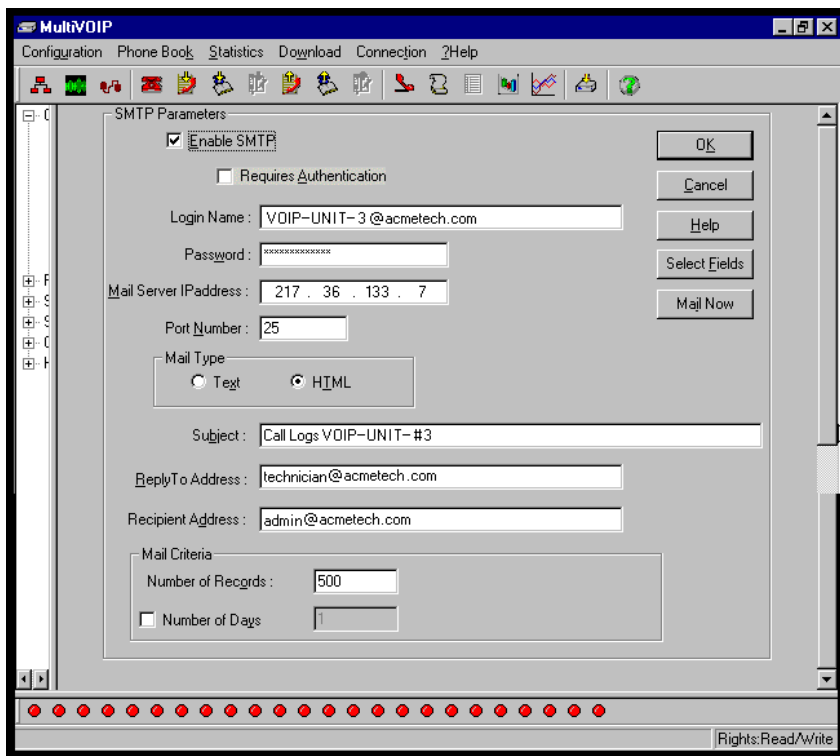 MultiVOIP
Configuration Phone Book Statistics Download Connection ?Help
SMTP Parameters
Enable SMTP
OK
Requires Authentication
Cancel
Login Name : VOIP-UNIT-3@acmetech.com
Help
Password : *************
Select Fields
Mail Server IPaddress : 217 . 36 . 133 . 7
Mail Now
Port Number : 25
Mail Type
Text HTML
Subject : Call Logs VOIP-UNIT-#3
ReplyTo Address : technician@acmetech.com
Recipient Address : admin@acmetech.com
Mail Criteria
Number of Records : 500
Number of Days 1
Rights:Read/Write